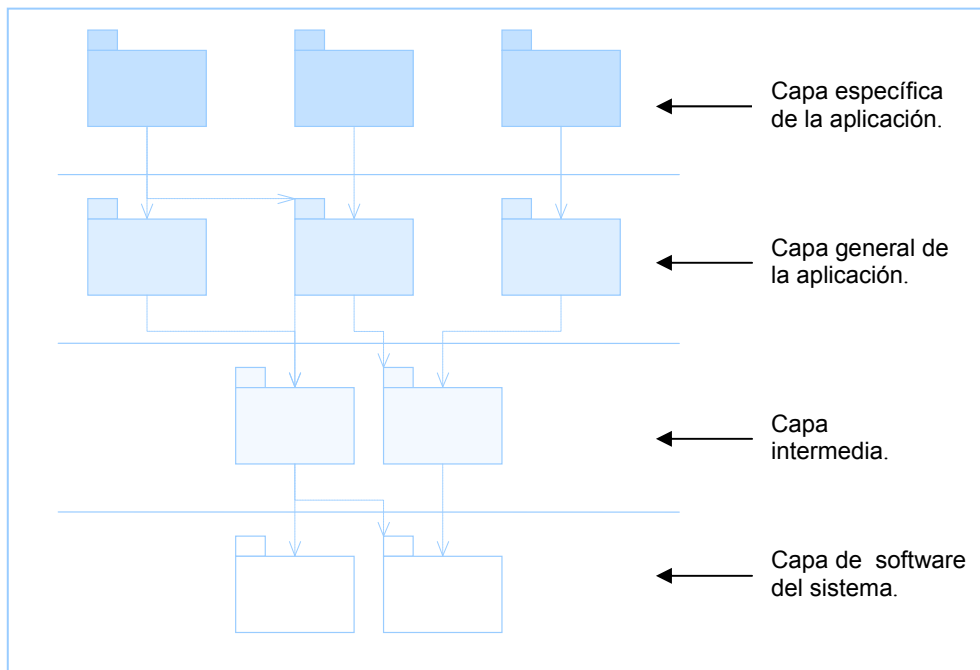 Capa específica
de la aplicación.
Capa general de
la aplicación.
Capa
intermedia.
Capa de  software
del sistema.